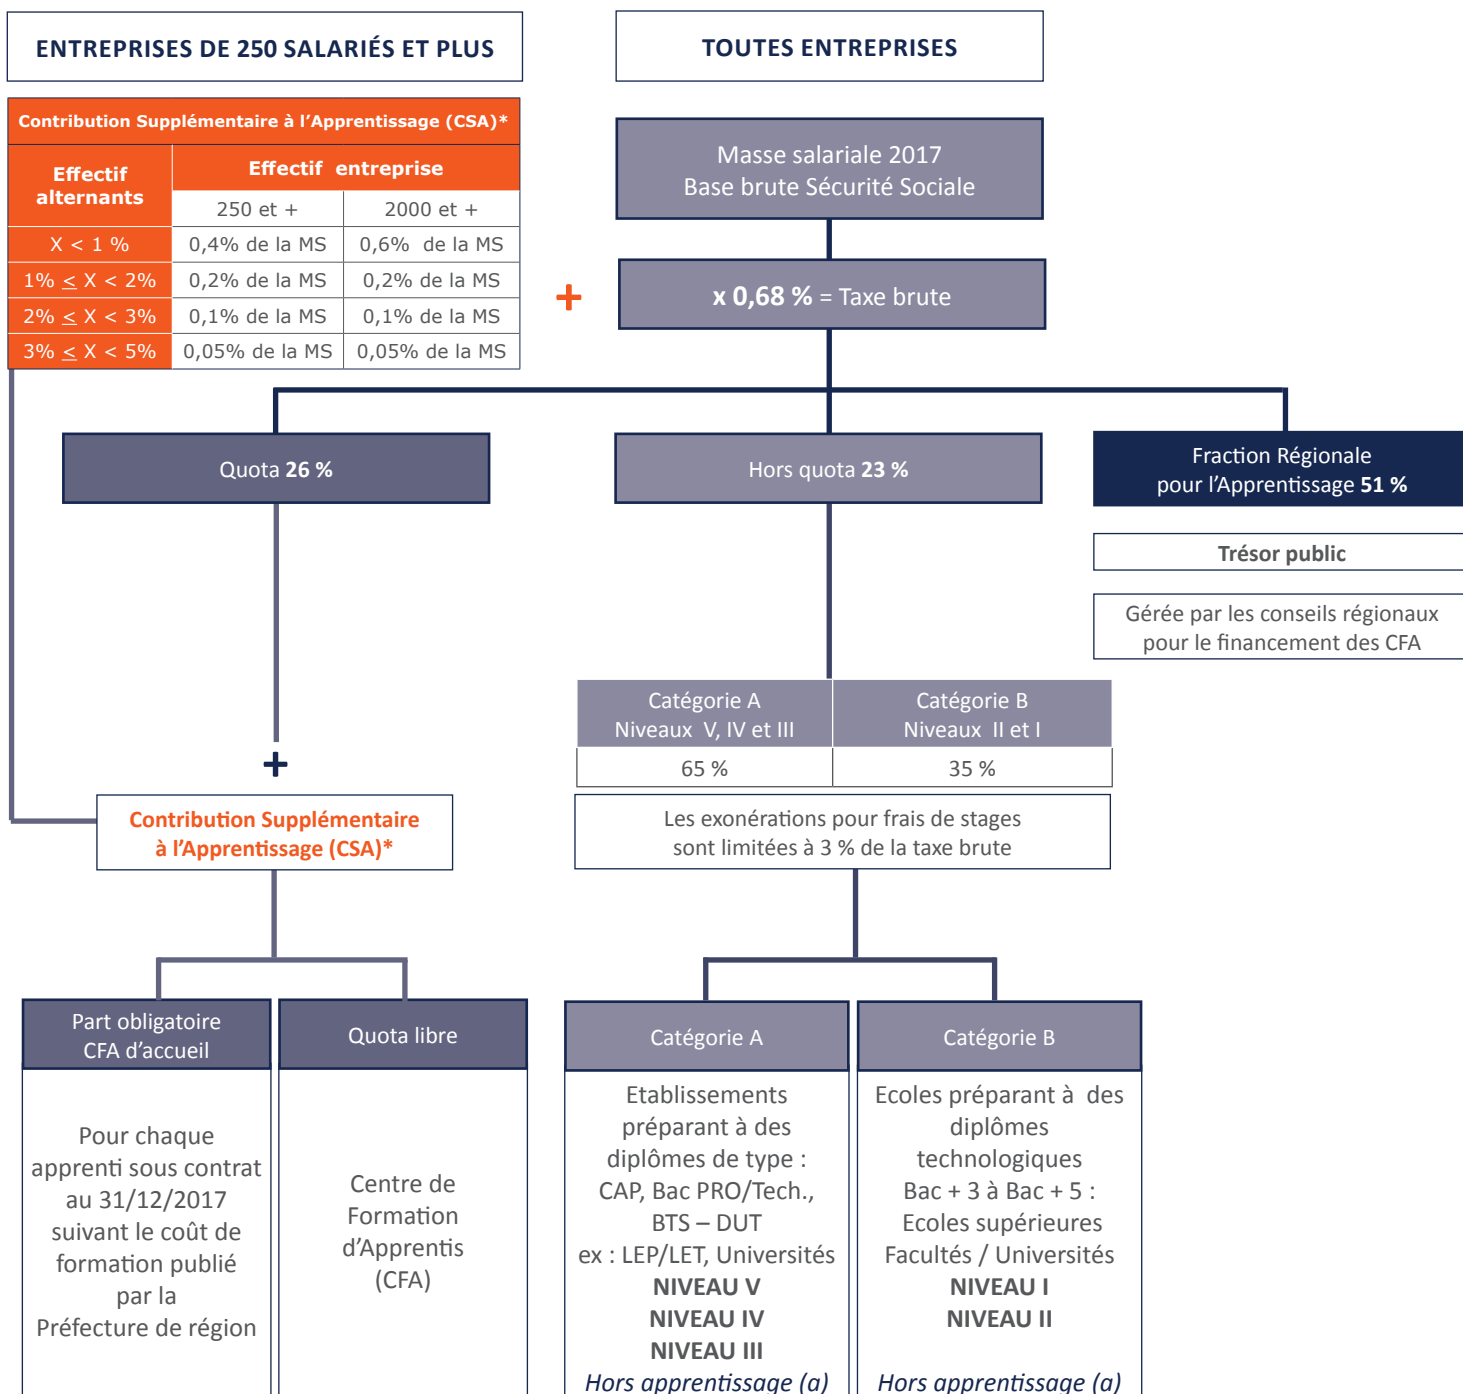 ENTREPRISES DE 250 SALARIÉS ET PLUS
TOUTES ENTREPRISES
Contribution Supplémentaire à l'Apprentissage (CSA)*
Effectif alternants
Effectif entreprise
250 et +
2000 et +
X < 1 %
0,4% de la MS
0,6% de la MS
1% ≤ X < 2%
0,2% de la MS
0,2% de la MS
2% ≤ X < 3%
0,1% de la MS
0,1% de la MS
3% ≤ X < 5%
0,05% de la MS
0,05% de la MS
+
Masse salariale 2017
Base brute Sécurité Sociale
x 0,68 % = Taxe brute
Quota 26 %
Hors quota 23 %
Fraction Régionale
pour l'Apprentissage 51 %
Trésor public
Gérée par les conseils régionaux
pour le financement des CFA
Catégorie A
Niveaux V, IV et III
Catégorie B
Niveaux II et I
65 %
35 %
Les exonérations pour frais de stages
sont limitées à 3 % de la taxe brute
+
Contribution Supplémentaire
à l'Apprentissage (CSA)*
Part obligatoire
CFA d'accueil
Pour chaque
apprenti sous contrat
au 31/12/2017
suivant le coût de
formation publié
par la
Préfecture de région
Quota libre
Centre de
Formation
d'Apprentis
(CFA)
Catégorie A
Etablissements
préparant à des
diplômes de type :
CAP, Bac PRO/Tech.,
BTS – DUT
ex : LEP/LET, Universités
NIVEAU V
NIVEAU IV
NIVEAU III
Hors apprentissage (a)
Catégorie B
Ecoles préparant à des
diplômes
technologiques
Bac + 3 à Bac + 5 :
Ecoles supérieures
Facultés / Universités
NIVEAU I
NIVEAU II
Hors apprentissage (a)